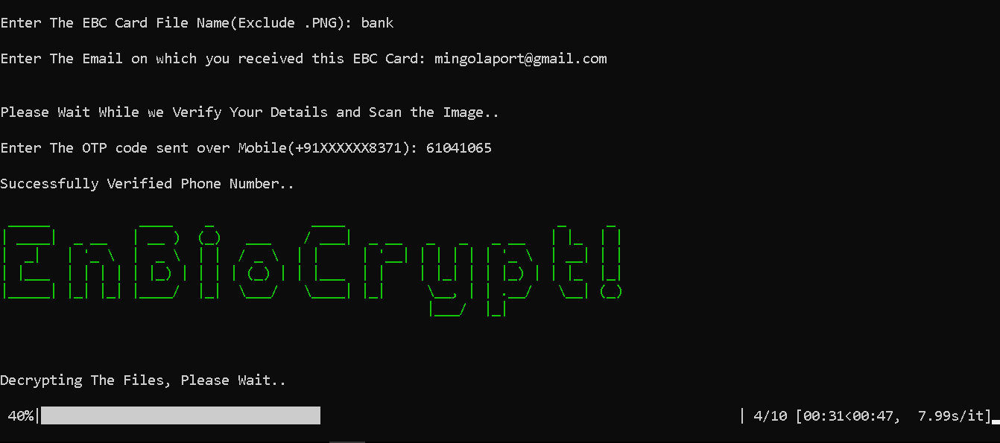 Enter The EBC Card File Name(Exclude .PNG): bank
Enter The Email on which you received this EBC Card: mingolaport@gmail.com
Please Wait While we Verify Your Details and Scan the Image..
Enter The OTP code sent over Mobile(+91XXXXXX8371): 61041065
Successfully Verified Phone Number..
EnBioCrypt!
Decrypting The Files, Please Wait..
40%| | 4/10 [00:31<00:47, 7.99s/it]